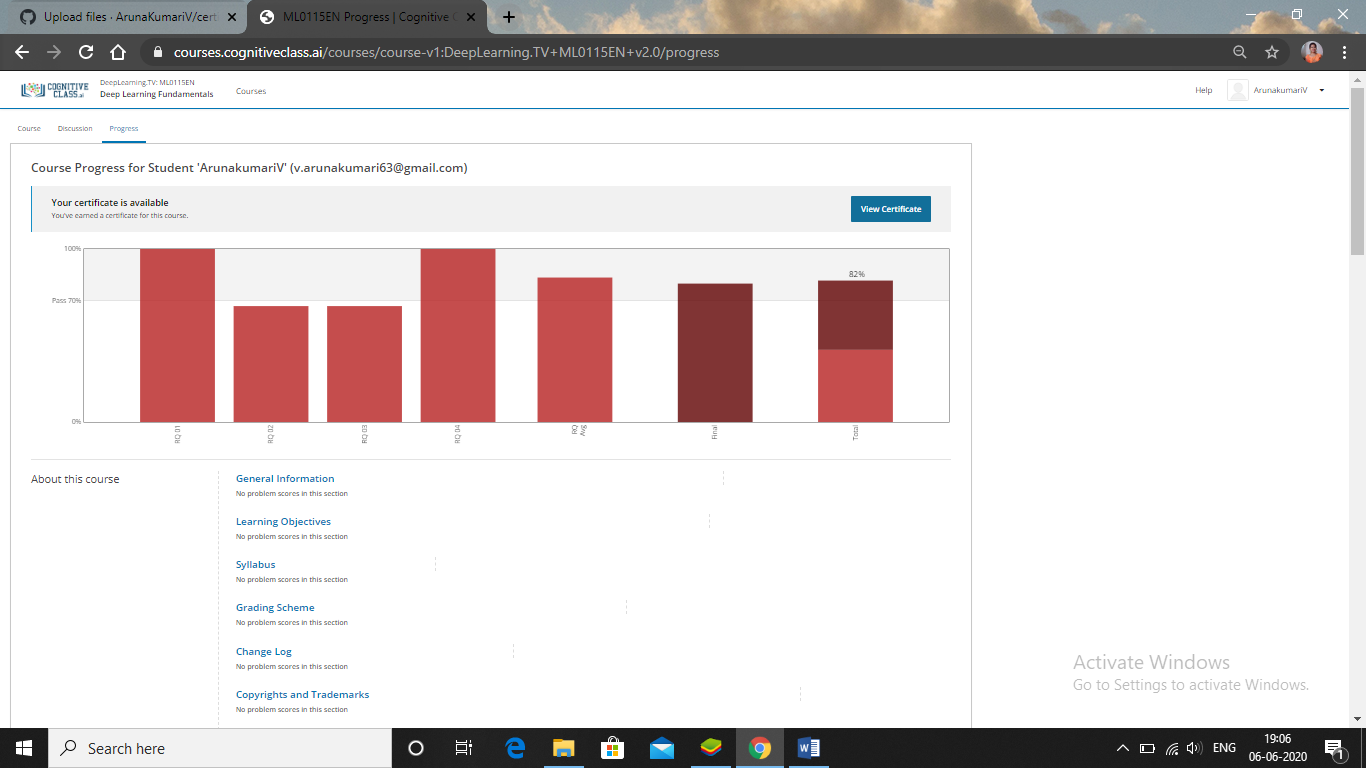 Upload files · ArunaKumariV/cert
ML0115EN Progress | Cognitive C
courses.cognitiveclass.ai/courses/course-v1:DeepLearning.TV+ML0115EN+v2.0/progress
COGNITIVE
CLASS.ai
DeepLearning.TV: ML0115EN
Deep Learning Fundamentals
Courses
Help
ArunakumariV
Course
Discussion
Progress
Course Progress for Student 'ArunakumariV' (v.arunakumari63@gmail.com)
Your certificate is available
You've earned a certificate for this course.
View Certificate
100%
Pass 70%
0%
82%
RQ 01
RQ 02
RQ 03
RQ 04
RQ
Avg
Final
Total
About this course
General Information
No problem scores in this section
Learning Objectives
No problem scores in this section
Syllabus
No problem scores in this section
Grading Scheme
No problem scores in this section
Change Log
No problem scores in this section
Copyrights and Trademarks
No problem scores in this section
Activate Windows
Go to Settings to activate Windows.
Search here
ENG
19:06
06-06-2020
1